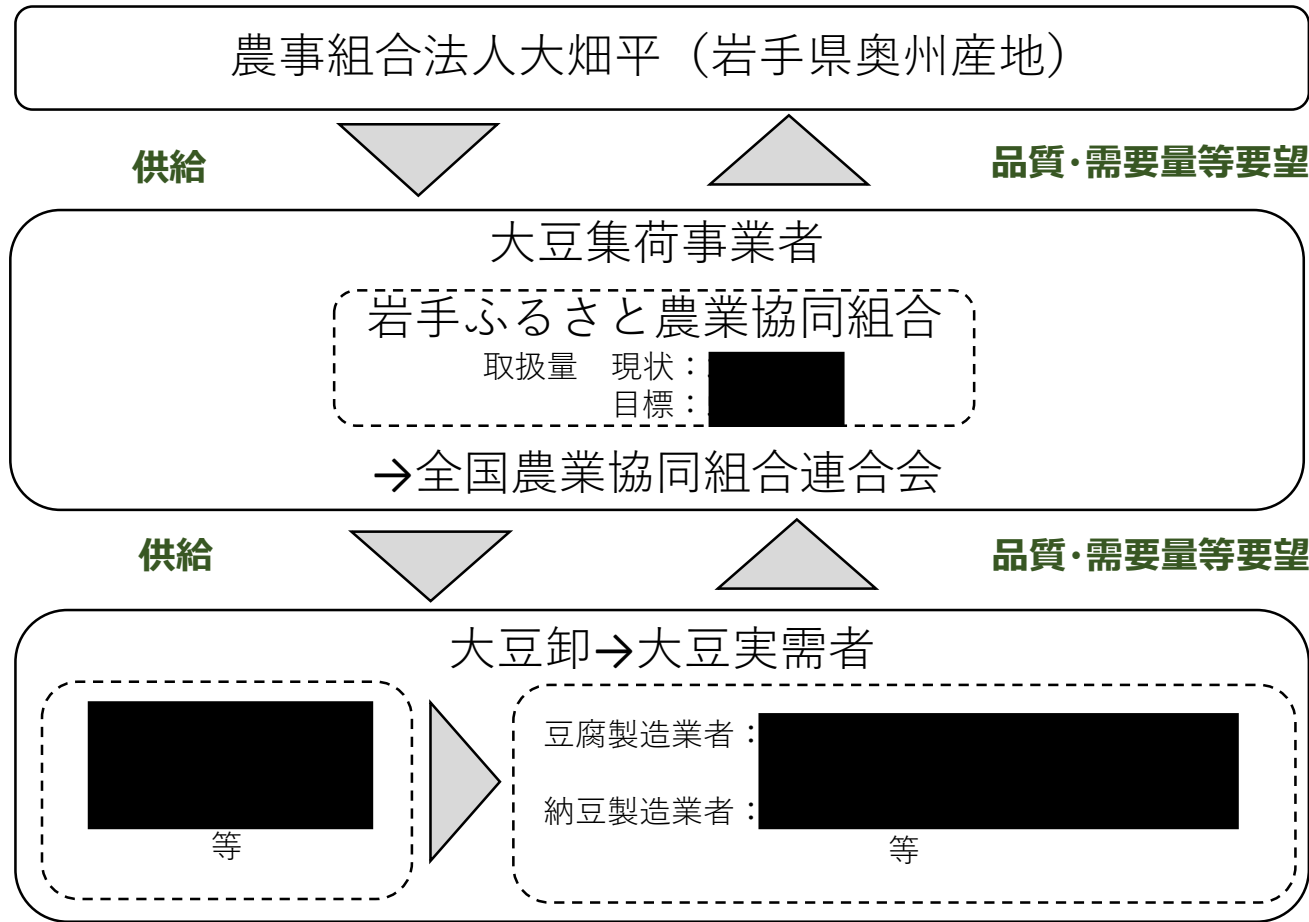 農事組合法人大畑平（岩手県奥州産地）
供給
品質･需要量等要望
大豆集荷事業者
岩手ふるさと農業協同組合
取扱量　現状：
目標：
→全国農業協同組合連合会
供給
品質･需要量等要望
大豆卸→大豆実需者
等
豆腐製造業者：
納豆製造業者：
等